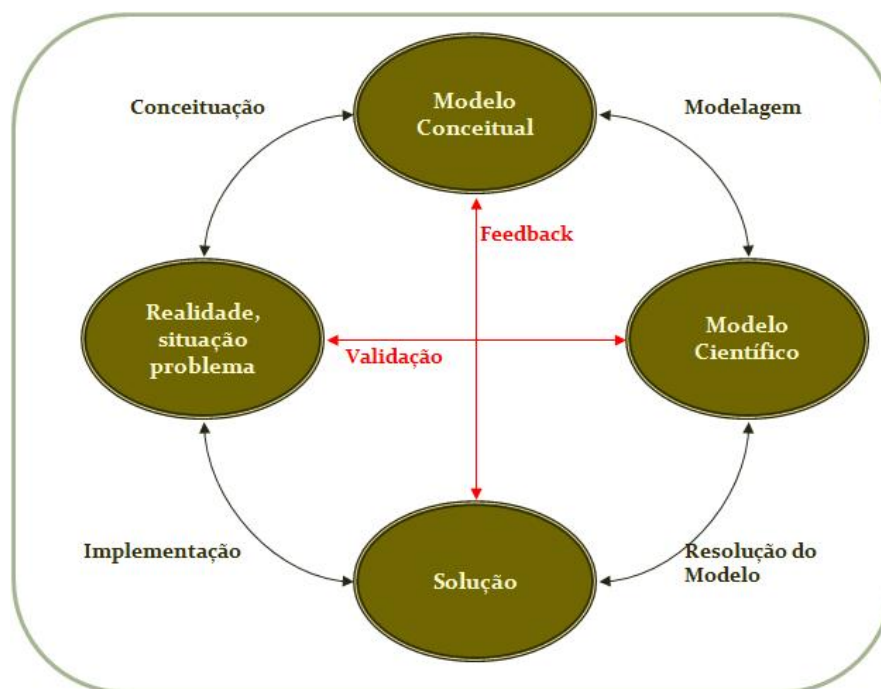 Conceituação
Modelo
Conceitual
Modelagem
Feedback
Realidade,
situação
problema
Validação
Modelo
Científico
Implementação
Solução
Resolução do
Modelo